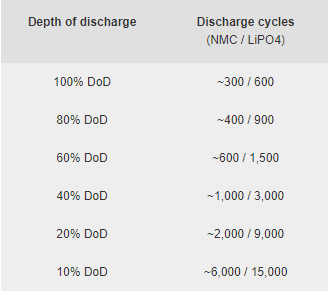 Depth of discharge Discharge cycles
(NMC / LiPO4)
100% DoD ~300 / 600
80% DoD ~400 / 900
60% DoD ~600 / 1,500
40% DoD ~1,000 / 3,000
20% DoD ~2,000 / 9,000
10% DoD ~6,000 / 15,000